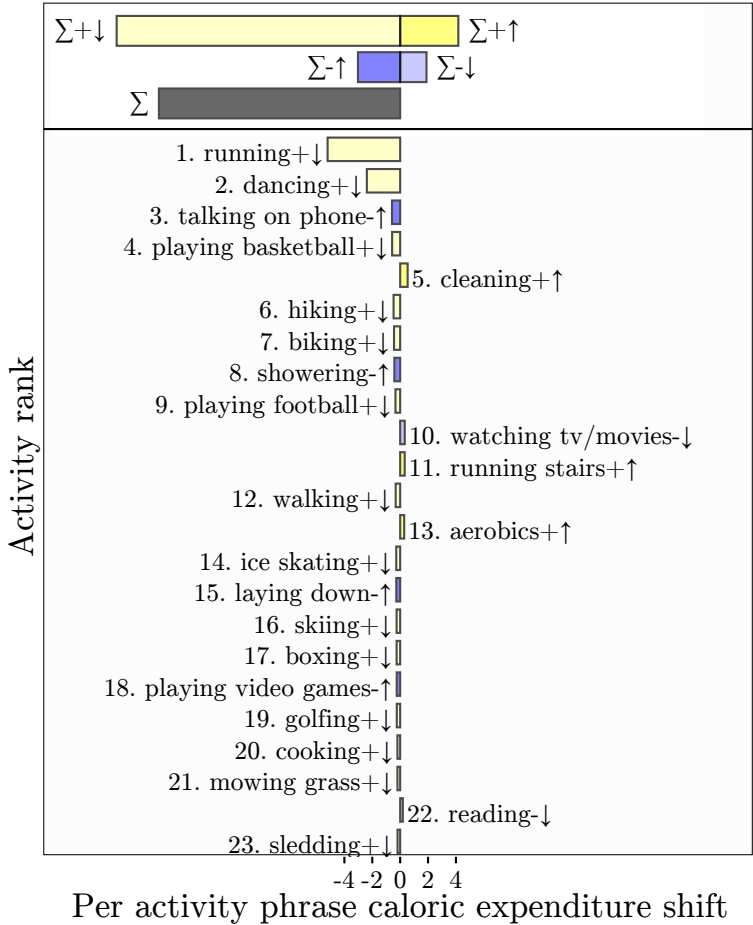 ∑+↓ ∑+↑
∑-↑ ∑-↓
∑
1. running+↓
2. dancing+↓
3. talking on phone-↑
4. playing basketball+↓
5. cleaning+↑
6. hiking+↓
7. biking+↓
8. showering-↑
9. playing football+↓
10. watching tv/movies-↓
11. running stairs+↑
12. walking+↓
13. aerobics+↑
14. ice skating+↓
15. laying down-↑
16. skiing+↓
17. boxing+↓
18. playing video games-↑
19. golfing+↓
20. cooking+↓
21. mowing grass+↓
22. reading-↓
23. sledding+↓
Activity rank
-4 -2 0 2 4
Per activity phrase caloric expenditure shift